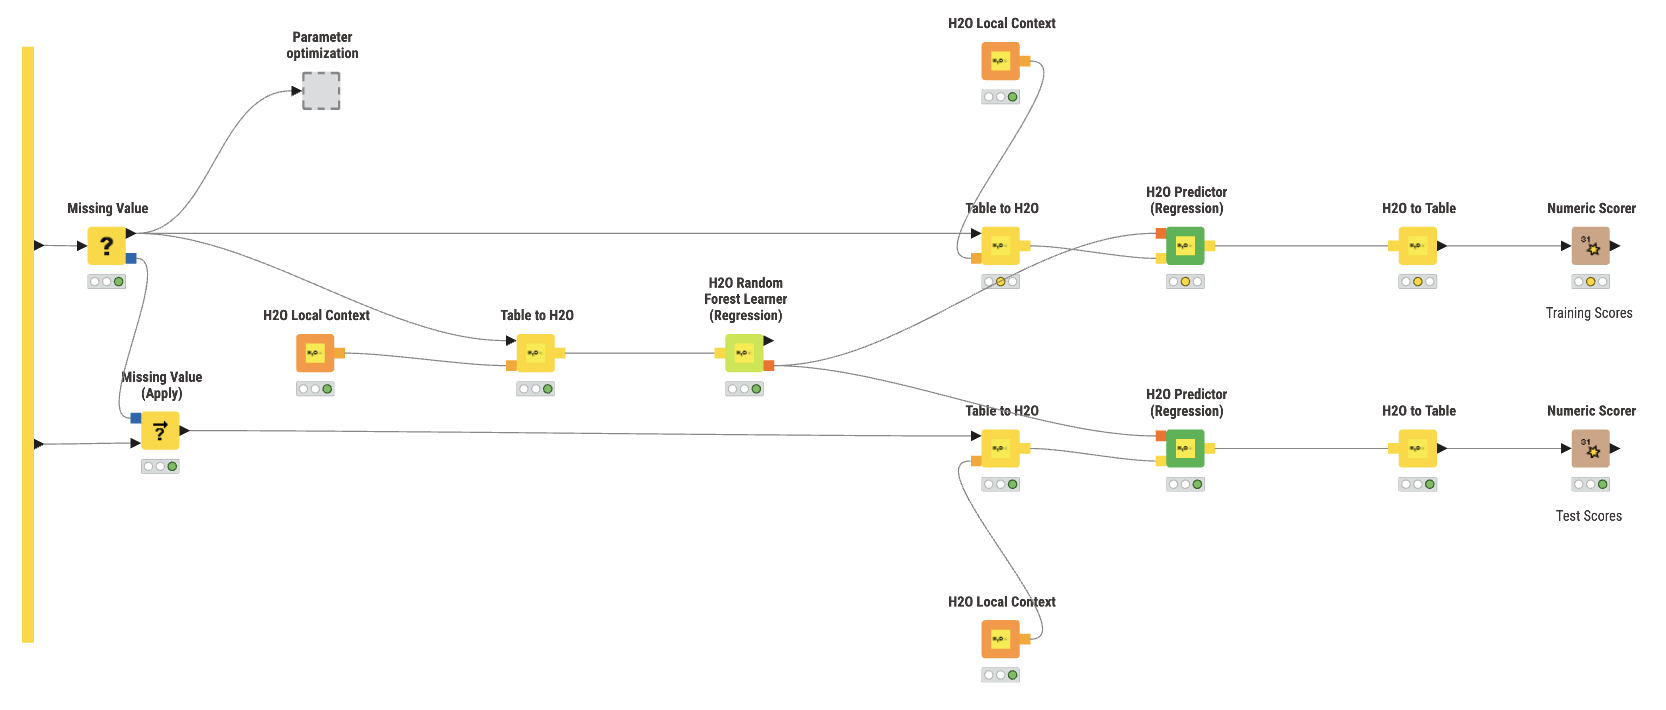 H2O Local Context
Parameter
optimization
Missing Value
?
Table to H2O
H2O Predictor
(Regression)
H2O to Table
Numeric Scorer
Training Scores
H2O Local Context
Table to H2O
H2O Random
Forest Learner
(Regression)
Missing Value
(Apply)
?
Table to H2O
H2O Predictor
(Regression)
H2O to Table
Numeric Scorer
Test Scores
H2O Local Context